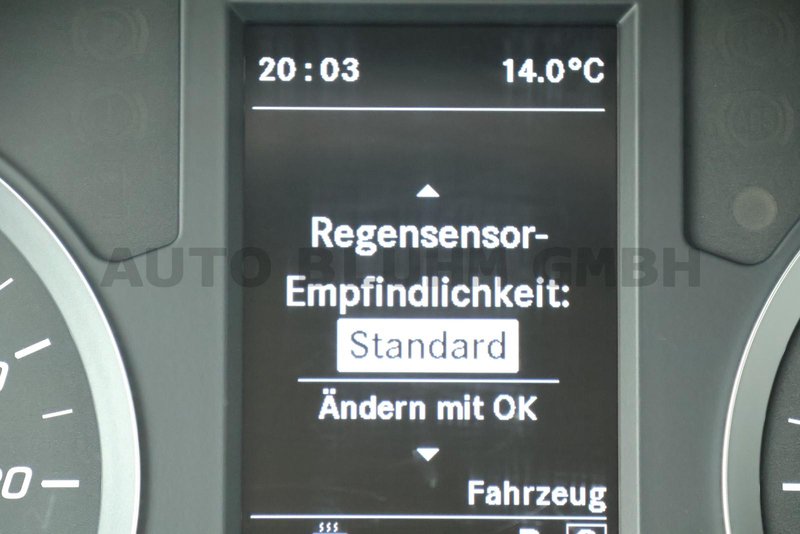 20:03 14.0°C
Regensensor-
AUTO BLUHM GMBH
Empfindlichkeit:
Standard
Ändern mit OK
Fahrzeug